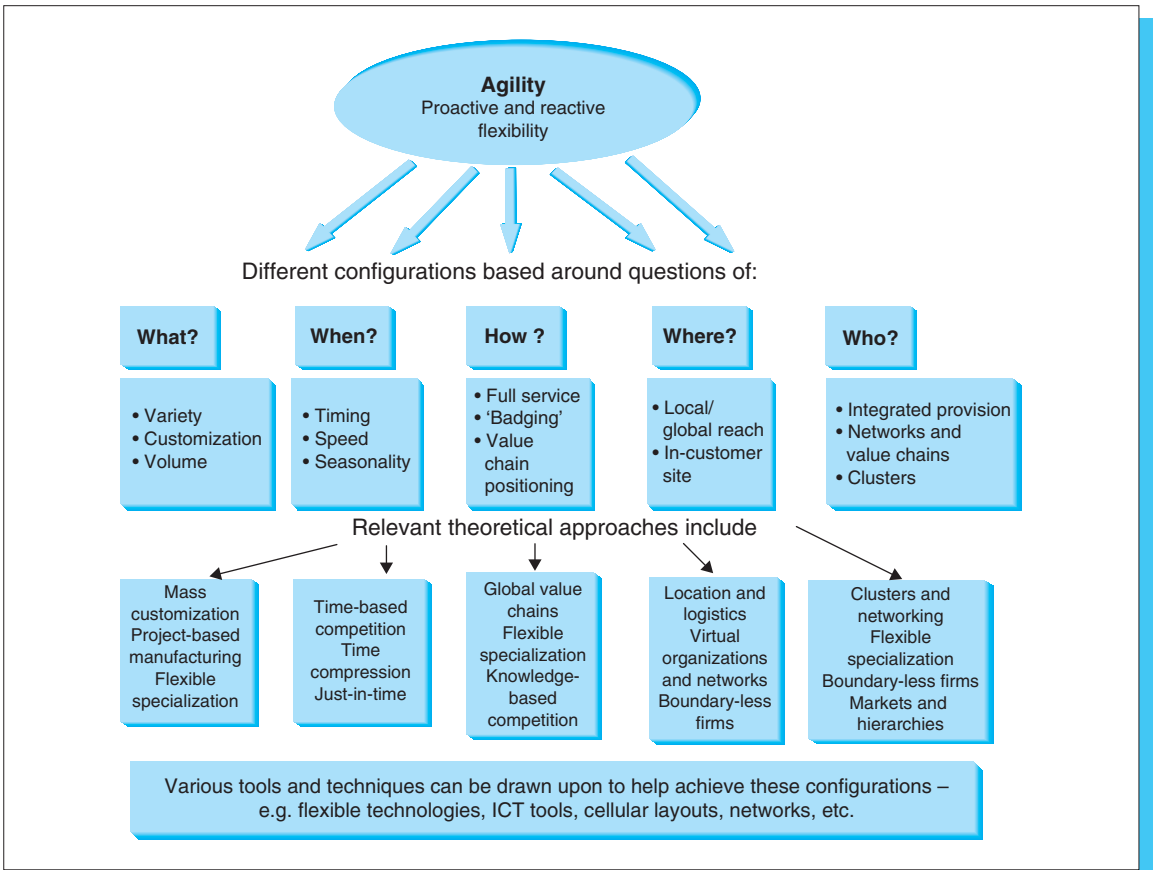 Agility
Proactive and reactive
flexibility
Different configurations based around questions of:
What?
When?
How ?
Where?
Who?
• Variety
• Customization
• Volume
• Timing
• Speed
• Seasonality
• Full service
• ‘Badging’
• Value
chain
positioning
• Local/
global reach
• In-customer
site
• Integrated provision
• Networks and
value chains
• Clusters
Relevant theoretical approaches include
Mass
customization
Project-based
manufacturing
Flexible
specialization
Time-based
competition
Time
compression
Just-in-time
Global value
chains
Flexible
specialization
Knowledge-
based
competition
Location and
logistics
Virtual
organizations
and networks
Boundary-less
firms
Clusters and
networking
Flexible
specialization
Boundary-less firms
Markets and
hierarchies
Various tools and techniques can be drawn upon to help achieve these configurations –
e.g. flexible technologies, ICT tools, cellular layouts, networks, etc.